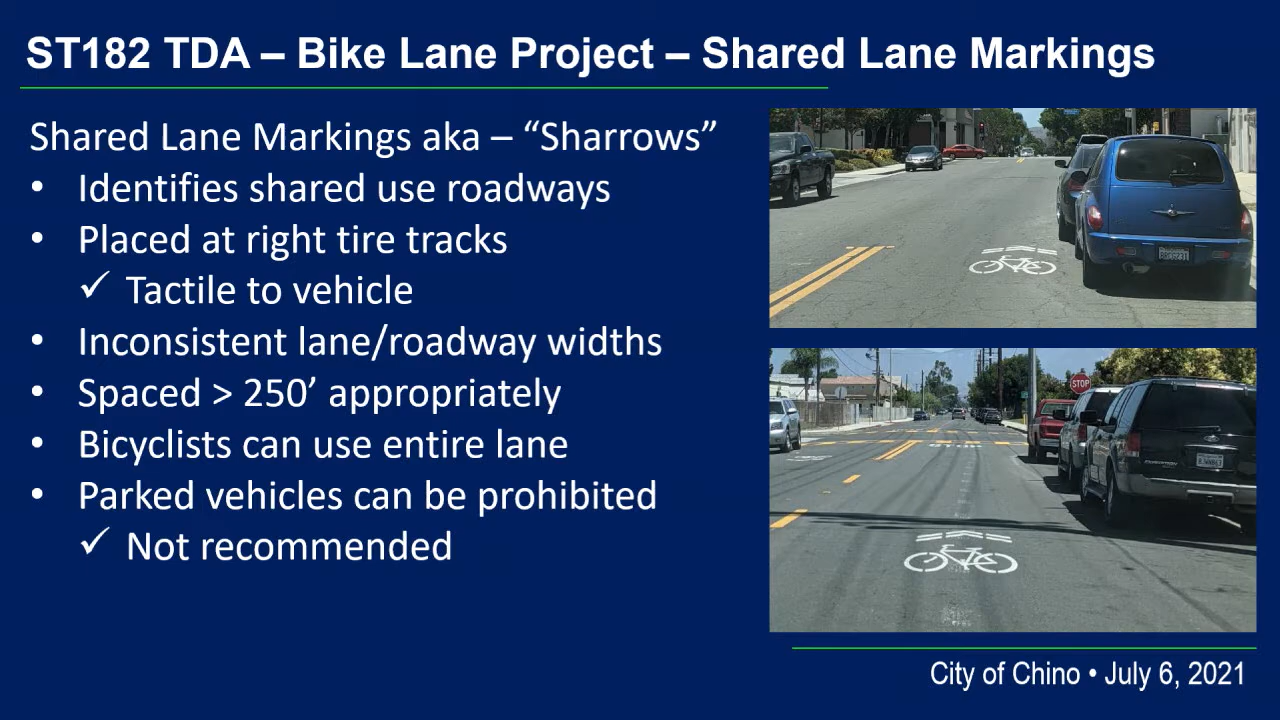 ST182 TDA – Bike Lane Project – Shared Lane Markings
Shared Lane Markings aka – “Sharrows”
• Identifies shared use roadways
• Placed at right tire tracks
✓ Tactile to vehicle
• Inconsistent lane/roadway widths
• Spaced > 250’ appropriately
• Bicyclists can use entire lane
• Parked vehicles can be prohibited
✓ Not recommended
STOP
City of Chino • July 6, 2021